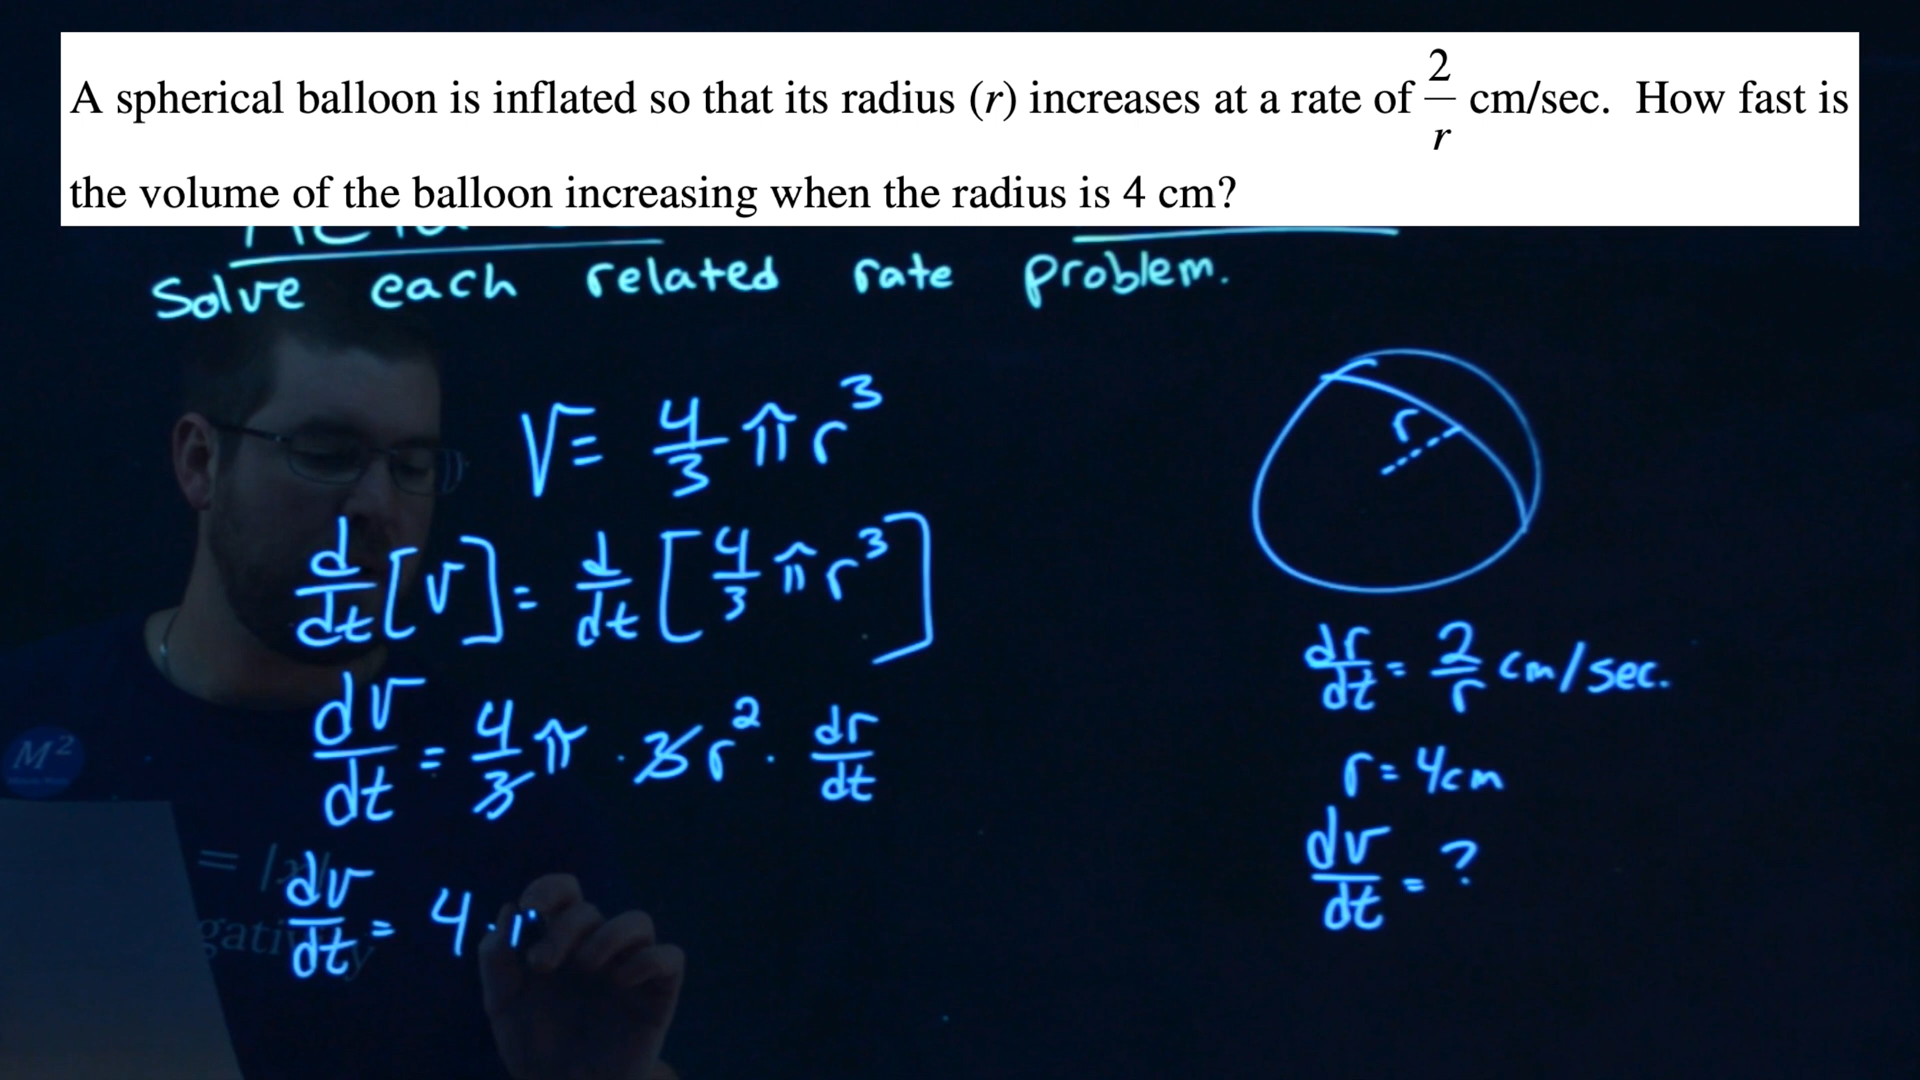 A spherical balloon is inflated so that its radius (r) increases at a rate of 2/r cm/sec. How fast is
the volume of the balloon increasing when the radius is 4 cm?
Solve each related rate problem.
V = 4/3 π r³
d/dt [V] = d/dt [4/3 π r³]
dV/dt = 4/3 π · 3r² · dr/dt
dV/dt = 4 ·
r
dr/dt = 2/r cm/sec.
r = 4cm
dV/dt = ?
M²